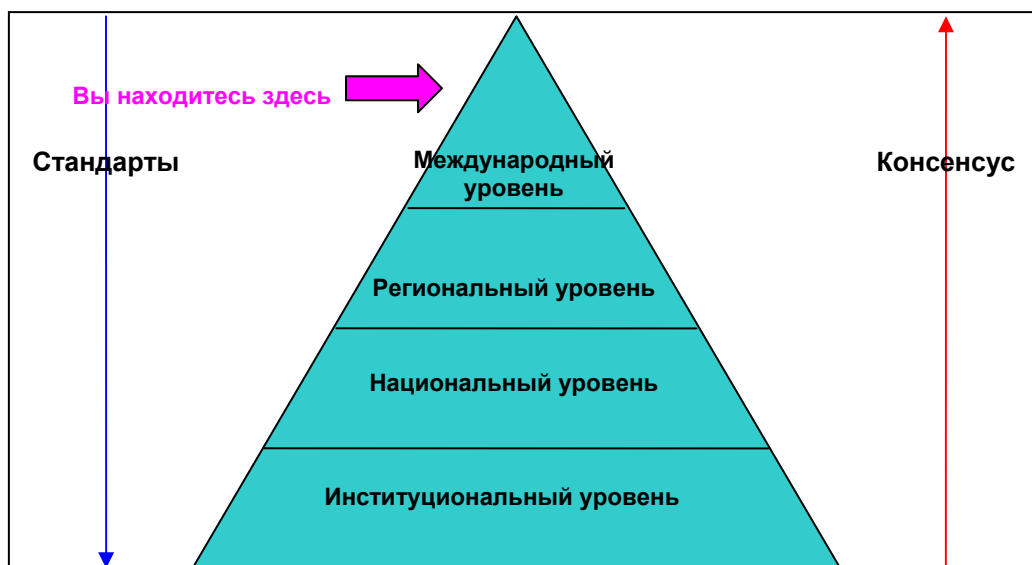 Вы находитесь здесь
Стандарты
Международный
уровень
Консенсус
Региональный уровень
Национальный уровень
Институциональный уровень